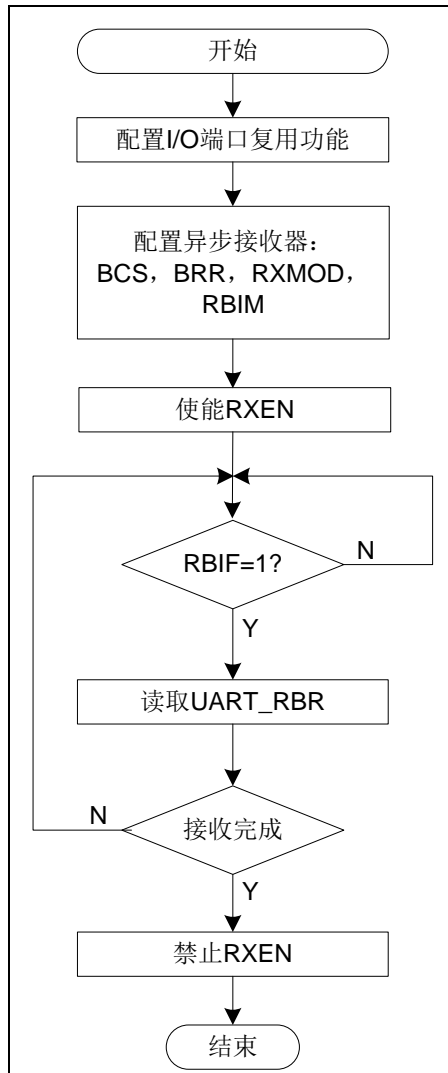 开始
配置I/O端口复用功能
配置异步接收器：
BCS，BRR，RXMOD，
RBIM
使能RXEN
RBIF=1?
N
Y
读取UART_RBR
N
接收完成
Y
禁止RXEN
结束